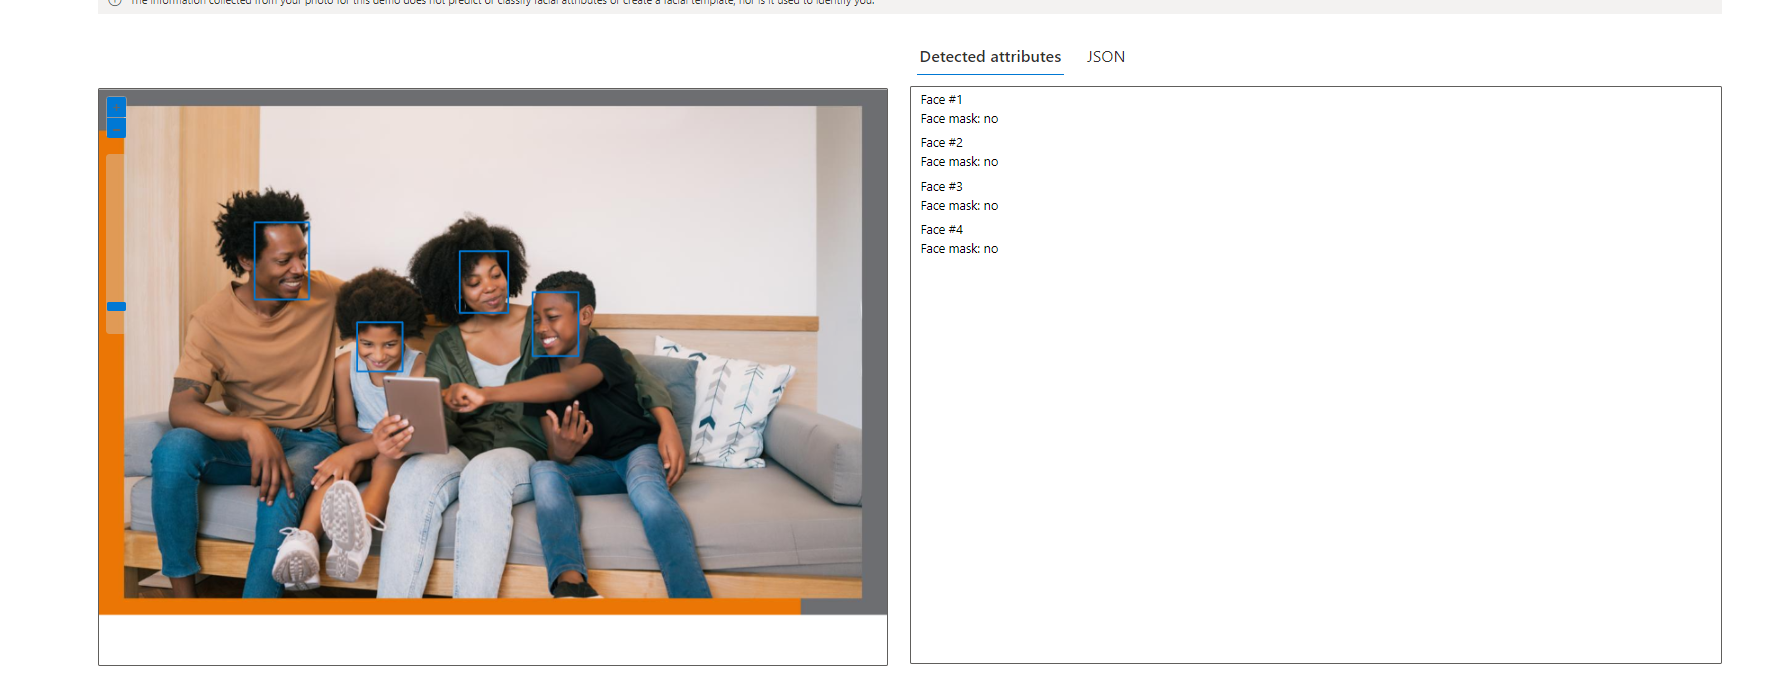 The information collected from your photo for this demo does not predict or classify facial attributes or create a facial template, nor is it used to identify you.
Detected attributes JSON
Face #1
Face mask: no
Face #2
Face mask: no
Face #3
Face mask: no
Face #4
Face mask: no